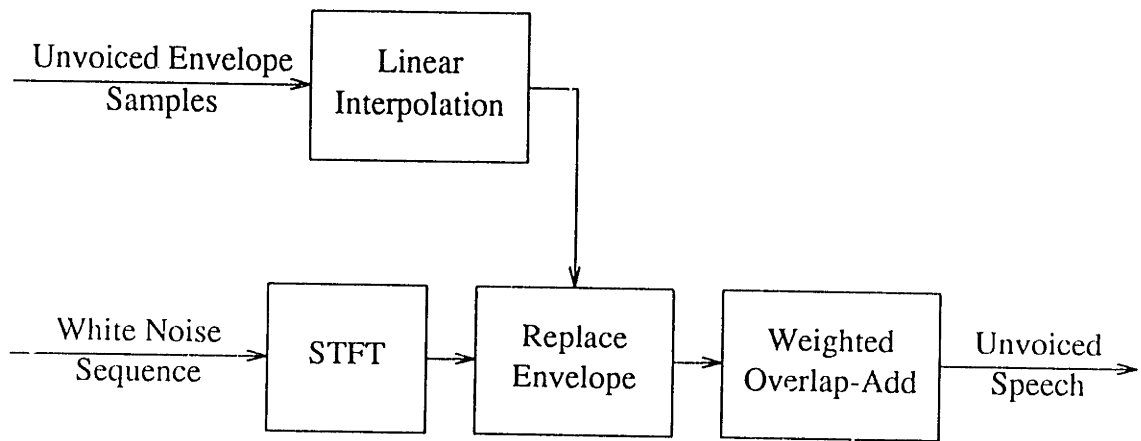 Unvoiced Envelope
Samples
Linear
Interpolation
White Noise
Sequence
STFT
Replace
Envelope
Weighted
Overlap-Add
Unvoiced
Speech